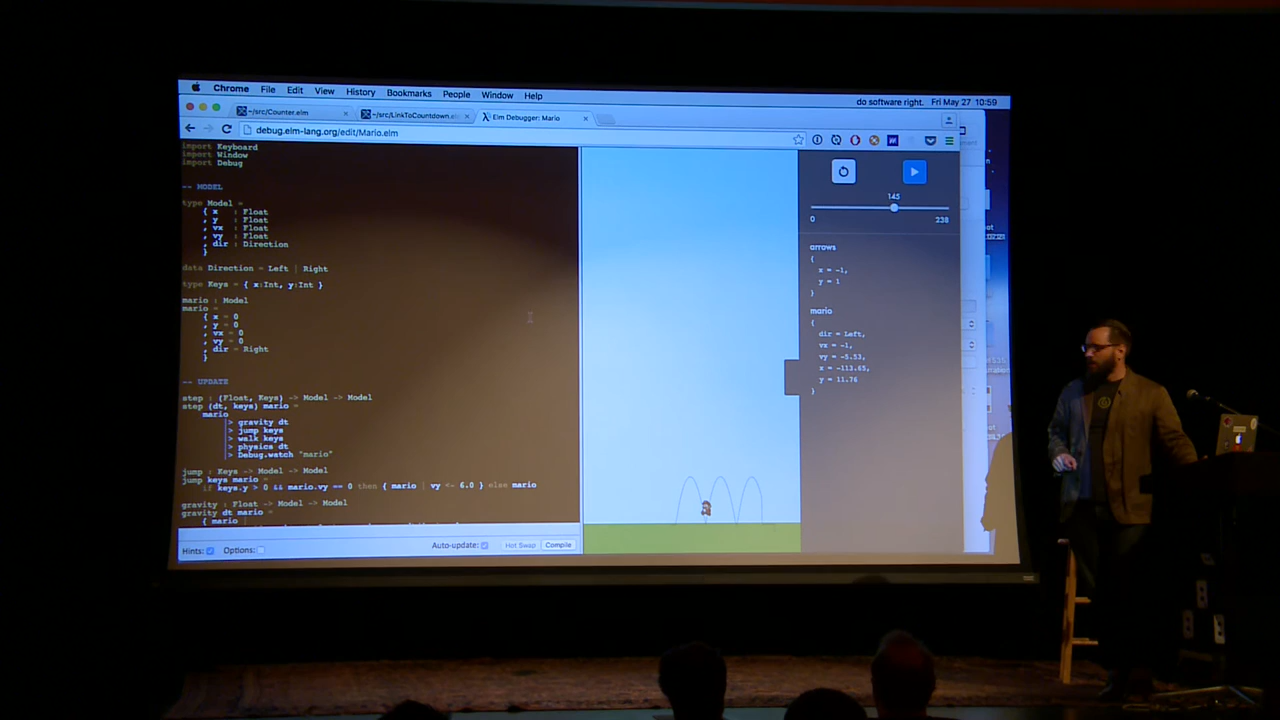 Chrome File Edit View History Bookmarks People Window Help
do software right. Fri May 27 10:59
~/src/Counter.elm
~/src/LinkToCountdown.el
Elm Debugger: Mario
debug.elm-lang.org/edit/Mario.elm
import Keyboard
import Window
import Debug
-- MODEL
type Model =
{ x : Float
, y : Float
, vx : Float
, vy : Float
, dir : Direction
}
data Direction = Left | Right
type Keys = { x:Int, y:Int }
mario : Model
mario =
{ x = 0
, y = 0
, vx = 0
, vy = 0
, dir = Right
}
-- UPDATE
step : (Float, Keys) -> Model -> Model
step (dt, keys) mario =
mario
|> gravity dt
|> jump keys
|> walk keys
|> physics dt
|> Debug.watch "mario"
jump : Keys -> Model -> Model
jump keys mario =
if keys.y > 0 && mario.vy == 0 then { mario | vy <- 6.0 } else mario
gravity : Float -> Model -> Model
gravity dt mario =
{ mario |
Hints:
Options:
Auto-update:
Hot Swap
Compile
145
0
238
arrows
{
x = -1,
y = 1
}
mario
{
dir = Left,
vx = -1,
vy = -5.53,
x = -113.65,
y = 11.76
}